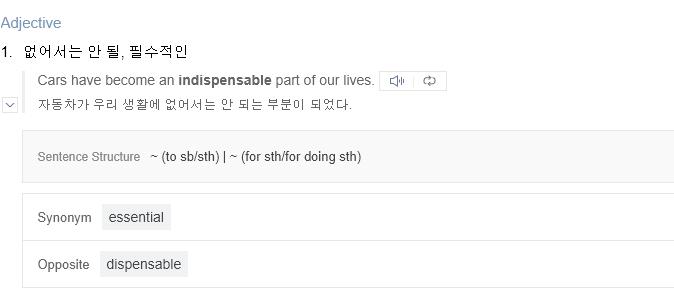 Adjective
1. 없어서는 안 될, 필수적인
Cars have become an indispensable part of our lives.
자동차가 우리 생활에 없어서는 안 되는 부분이 되었다.
Sentence Structure ~ (to sb/sth) | ~ (for sth/for doing sth)
Synonym essential
Opposite dispensable